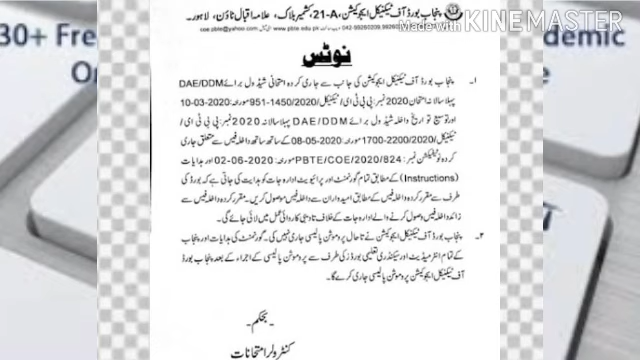 پنجاب بورڈ آف ٹیکنیکل ایجوکیشن، 21-A، کشمیر بلاک، علامہ اقبال ٹاؤن، لاہور۔
Made with KINEMASTER
30+ Fre
demic
On
نوٹس
۱۔ پنجاب بورڈ آف ٹیکنیکل ایجوکیشن کی جانب سے جاری کردہ امتحانی شیڈول برائے DAE/DDM
پہلا سالانہ امتحان 2020 نمبر: پی بی ٹی ای/ٹیکنیکل/951-1450/2020 مورخہ: 10-03-2020
اور توسیع تواریخ داخلہ شیڈول برائے DAE/DDM پہلا سالانہ 2020 نمبر: پی بی ٹی ای/
ٹیکنیکل/1700-2200/2020 مورخہ: 08-05-2020 کے ساتھ ساتھ داخلہ فیس سے متعلق جاری
کردہ نوٹیفکیشن نمبر: PBTE/COE/2020/824 مورخہ: 02-06-2020 اور ہدایات
(Instructions) کے مطابق تمام گورنمنٹ اور پرائیویٹ ادارہ جات کو ہدایت کی جاتی ہے کہ بورڈ کی
طرف سے مقرر کردہ داخلہ فیس کے مطابق امیدواران سے داخلہ فیس وصول کریں۔ مقرر کردہ داخلہ فیس سے
زائد داخلہ فیس وصول کرنے والے ادارہ جات کے خلاف تادیبی کاروائی عمل میں لائی جائے گی۔
۲۔ پنجاب بورڈ آف ٹیکنیکل ایجوکیشن نے تاحال پروموشن پالیسی جاری نہیں کی۔ گورنمنٹ کی ہدایات اور پنجاب
کے تمام انٹرمیڈیٹ اور سیکنڈری تعلیمی بورڈز کی طرف سے پروموشن پالیسی کے اجراء کے بعد پنجاب بورڈ
آف ٹیکنیکل ایجوکیشن پروموشن پالیسی جاری کرے گا۔
۔بحکم۔
کنٹرولر امتحانات